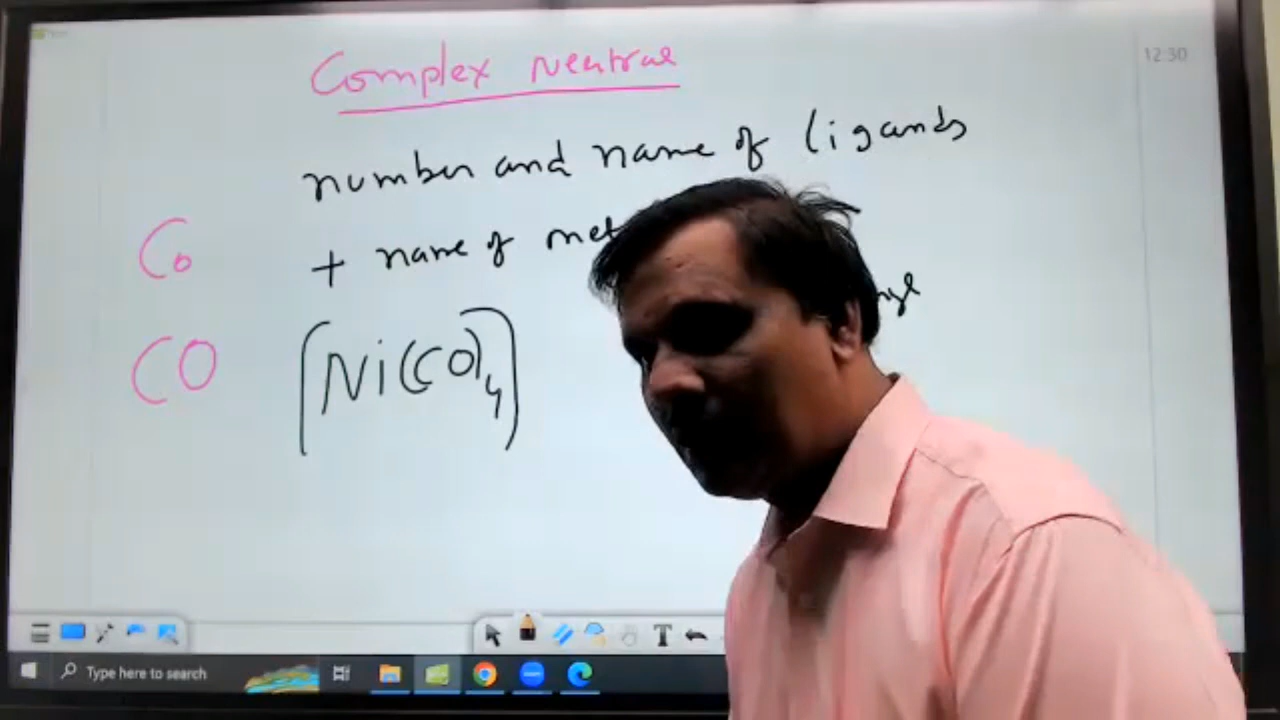 Complex Neutral
12:30
number and name of ligands
Co
+ name of
CO
[Ni(CO)4]
T
Type here to search